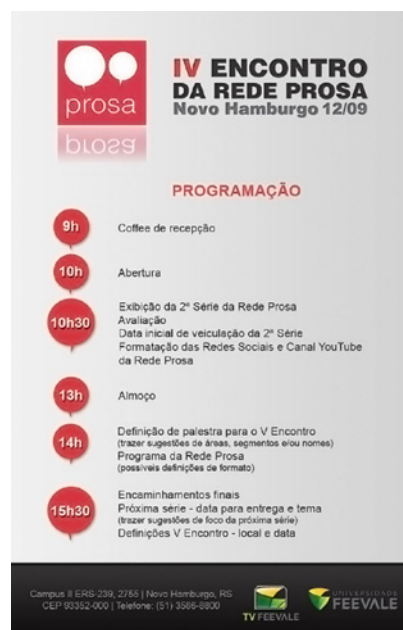 prosa
IV ENCONTRO
DA REDE PROSA
Novo Hamburgo 12/09
PROGRAMAÇÃO
9h
Coffee de recepção
10h
Abertura
10h30
Exibição da 2ª Série da Rede Prosa
Avaliação
Data inicial de veiculação da 2ª Série
Formatação das Redes Sociais e Canal YouTube
da Rede Prosa
13h
Almoço
14h
Definição de palestra para o V Encontro
(trazer sugestões de áreas, segmentos e/ou nomes)
Programa da Rede Prosa
(possíveis definições de formato)
15h30
Encaminhamentos finais
Próxima série - data para entrega e tema
(trazer sugestões de foco da próxima série)
Definições V Encontro - local e data
Campus II ERS-239, 2755 | Novo Hamburgo, RS
CEP 93352-000 | Telefone: (51) 3586-8800
TV FEEVALE
UNIVERSIDADE
FEEVALE